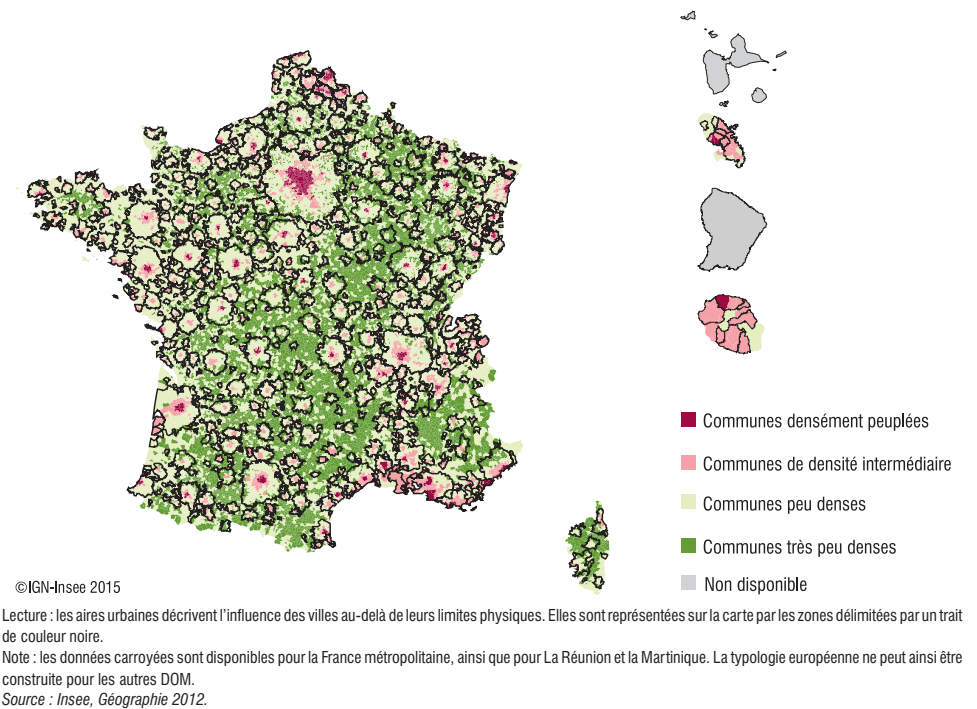 Communes densément peuplées
Communes de densité intermédiaire
Communes peu denses
Communes très peu denses
Non disponible
©IGN-Insee 2015
Lecture : les aires urbaines décrivent l'influence des villes au-delà de leurs limites physiques. Elles sont représentées sur la carte par les zones délimitées par un trait
de couleur noire.
Note : les données carroyées sont disponibles pour la France métropolitaine, ainsi que pour La Réunion et la Martinique. La typologie européenne ne peut ainsi être
construite pour les autres DOM.
Source : Insee, Géographie 2012.